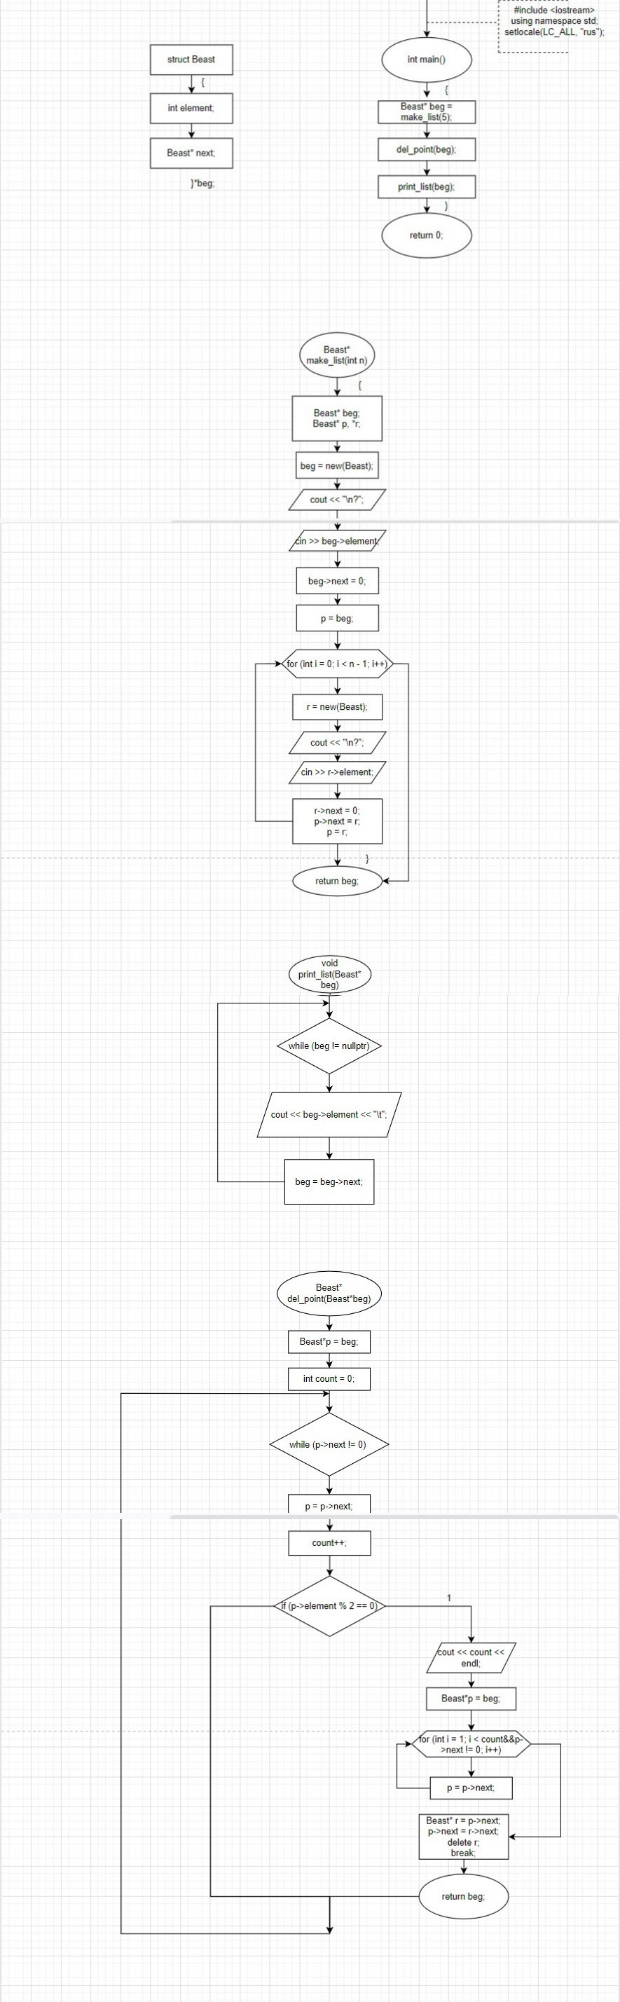 #include <iostream>
using namespace std;
setlocale(LC_ALL, "rus");
struct Beast
{
int element;
Beast* next;
}*beg;
int main()
{
Beast* beg =
make_list(5);
del_point(beg);
print_list(beg);
}
return 0;
Beast*
make_list(int n)
{
Beast* beg;
Beast* p, *r;
beg = new(Beast);
cout << "\n?";
cin >> beg->element;
beg->next = 0;
p = beg;
for (int i = 0; i < n - 1; i++)
r = new(Beast);
cout << "\n?";
cin >> r->element;
r->next = 0;
p->next = r;
p = r;
}
return beg;
void
print_list(Beast*
beg)
while (beg != nullptr)
cout << beg->element << "\t";
beg = beg->next;
Beast*
del_point(Beast*beg)
Beast*p = beg;
int count = 0;
while (p->next != 0)
p = p->next;
count++;
if (p->element % 2 == 0)
1
cout << count <<
endl;
Beast*p = beg;
for (int i = 1; i < count&&p-
>next != 0; i++)
p = p->next;
Beast* r = p->next;
p->next = r->next;
delete r;
break;
return beg;